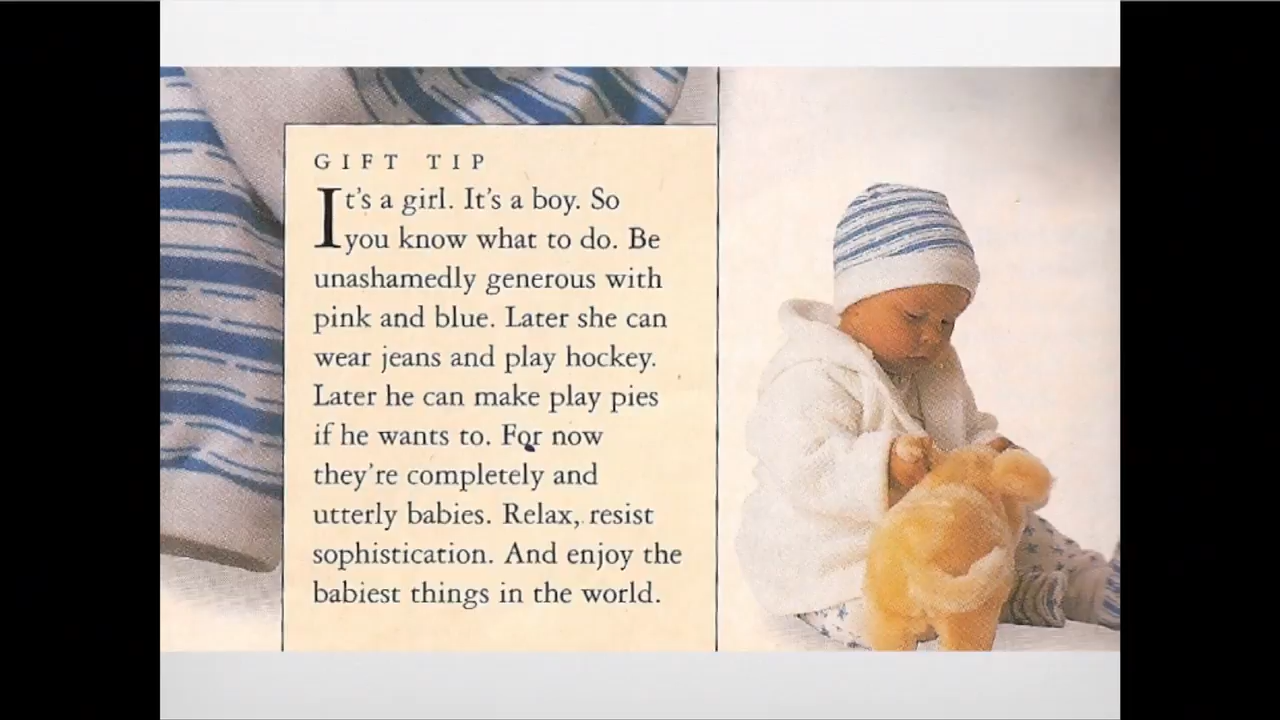 GIFT TIP
It's a girl. It's a boy. So
you know what to do. Be
unashamedly generous with
pink and blue. Later she can
wear jeans and play hockey.
Later he can make play pies
if he wants to. For now
they're completely and
utterly babies. Relax, resist
sophistication. And enjoy the
babiest things in the world.